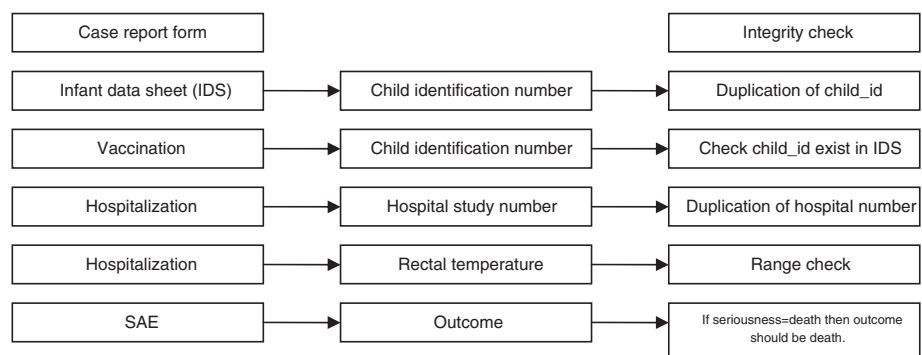 Case report form
Integrity check
Infant data sheet (IDS)
Child identification number
Duplication of child_id
Vaccination
Child identification number
Check child_id exist in IDS
Hospitalization
Hospital study number
Duplication of hospital number
Hospitalization
Rectal temperature
Range check
SAE
Outcome
If seriousness=death then outcome
should be death.